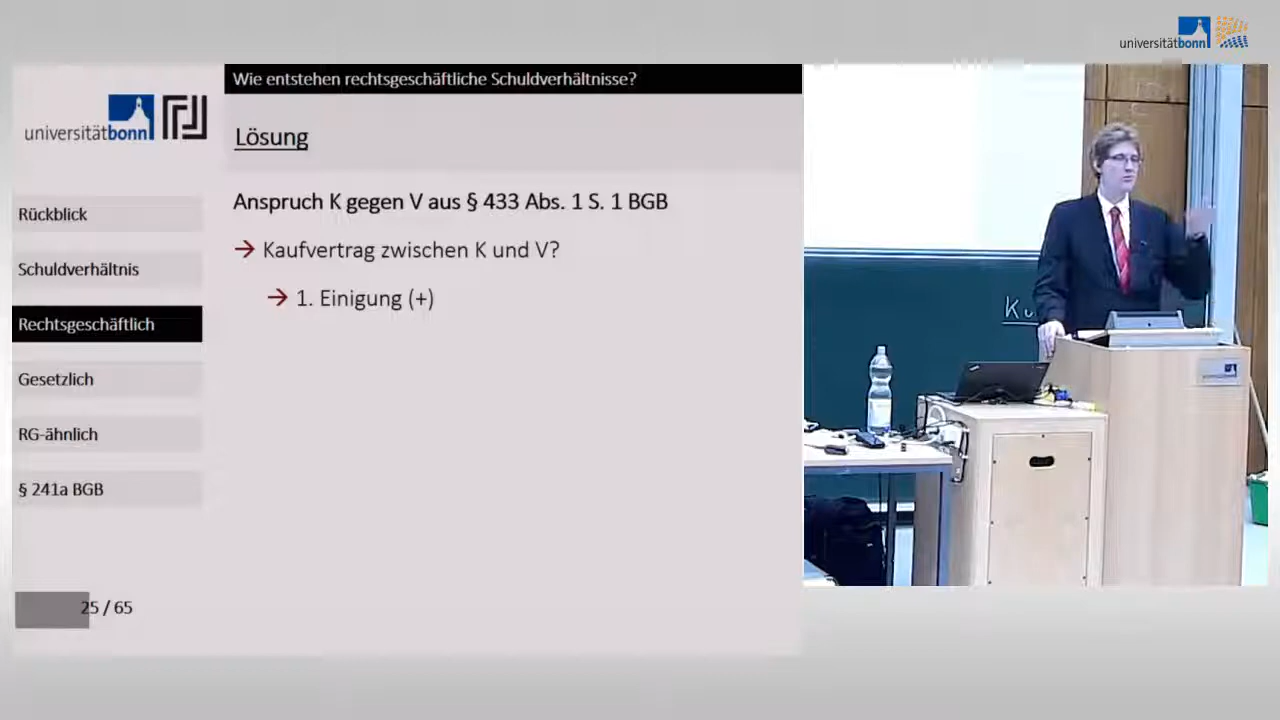 universitätbonn
Wie entstehen rechtsgeschäftliche Schuldverhältnisse?
universitätbonn
Lösung
Anspruch K gegen V aus § 433 Abs. 1 S. 1 BGB
→ Kaufvertrag zwischen K und V?
→ 1. Einigung (+)
Rückblick
Schuldverhältnis
Rechtsgeschäftlich
Gesetzlich
RG-ähnlich
§ 241a BGB
25 / 65